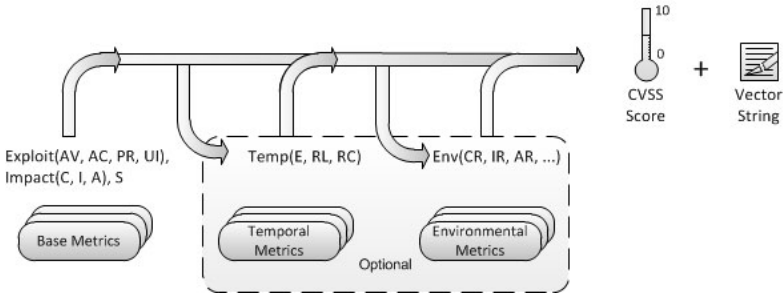 10
0
CVSS
Score
+
Vector
String
Exploit(AV, AC, PR, UI),
Impact(C, I, A), S
Temp(E, RL, RC)
Env(CR, IR, AR, ...)
Base Metrics
Temporal
Metrics
Environmental
Metrics
Optional